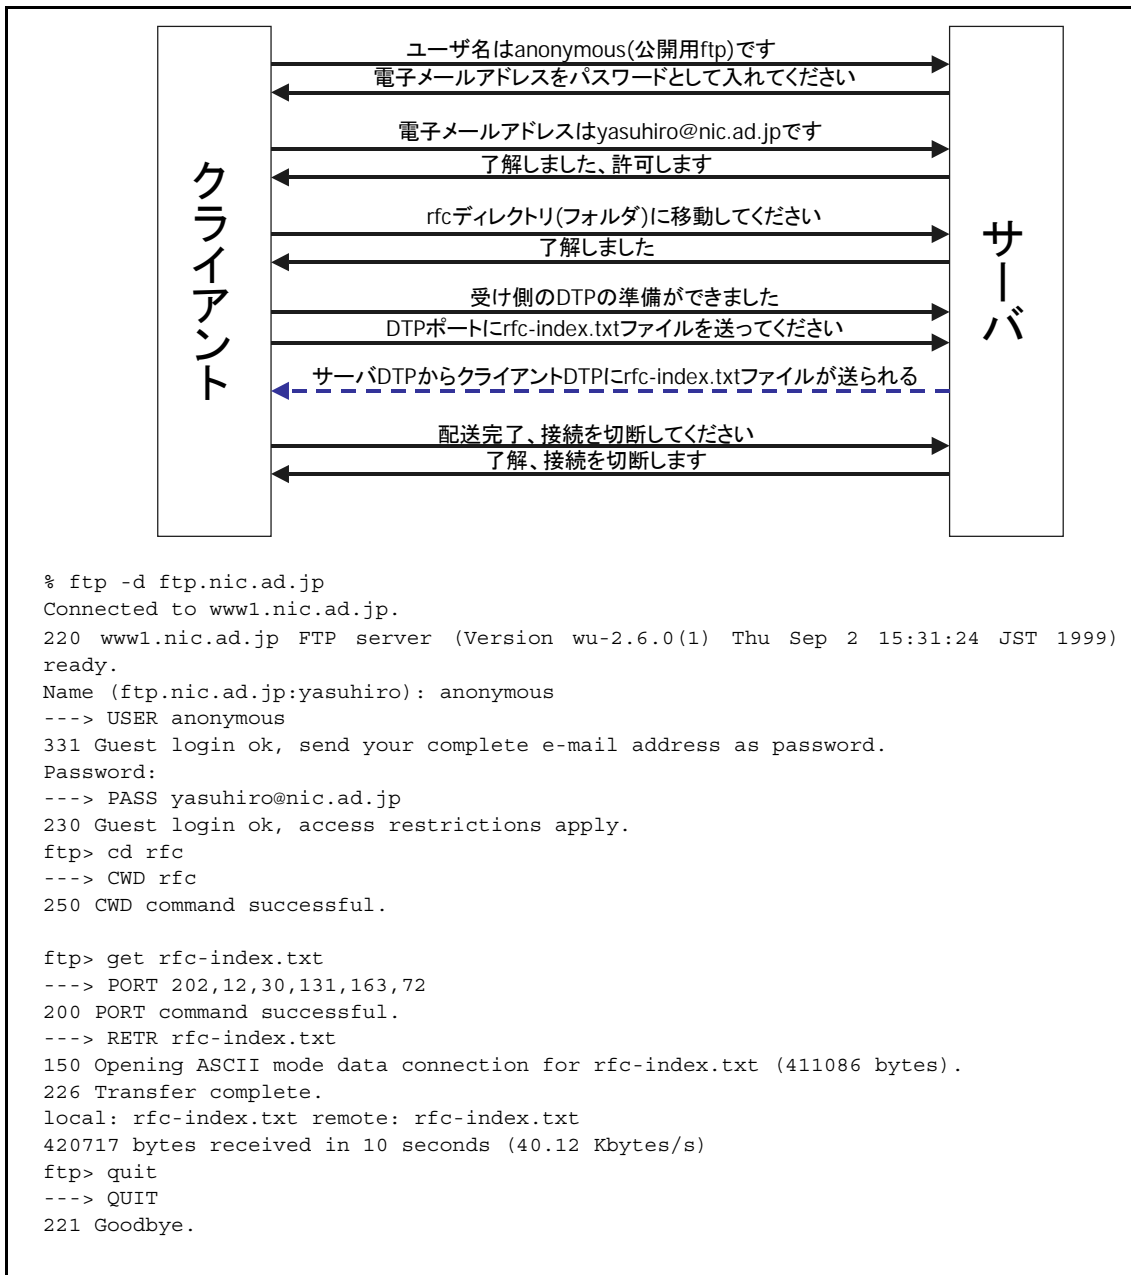 ユーザ名はanonymous(公開用ftp)です
電子メールアドレスをパスワードとして入れてください
電子メールアドレスはyasuhiro@nic.ad.jpです
了解しました、許可します
クライアント
rfcディレクトリ(フォルダ)に移動してください
了解しました
サーバ
受け側のDTPの準備ができました
DTPポートにrfc-index.txtファイルを送ってください
サーバDTPからクライアントDTPにrfc-index.txtファイルが送られる
配送完了、接続を切断してください
了解、接続を切断します
% ftp -d ftp.nic.ad.jp
Connected to www1.nic.ad.jp.
220 www1.nic.ad.jp FTP server (Version wu-2.6.0(1) Thu Sep 2 15:31:24 JST 1999)
ready.
Name (ftp.nic.ad.jp:yasuhiro): anonymous
---> USER anonymous
331 Guest login ok, send your complete e-mail address as password.
Password:
---> PASS yasuhiro@nic.ad.jp
230 Guest login ok, access restrictions apply.
ftp> cd rfc
---> CWD rfc
250 CWD command successful.
ftp> get rfc-index.txt
---> PORT 202,12,30,131,163,72
200 PORT command successful.
---> RETR rfc-index.txt
150 Opening ASCII mode data connection for rfc-index.txt (411086 bytes).
226 Transfer complete.
local: rfc-index.txt remote: rfc-index.txt
420717 bytes received in 10 seconds (40.12 Kbytes/s)
ftp> quit
---> QUIT
221 Goodbye.